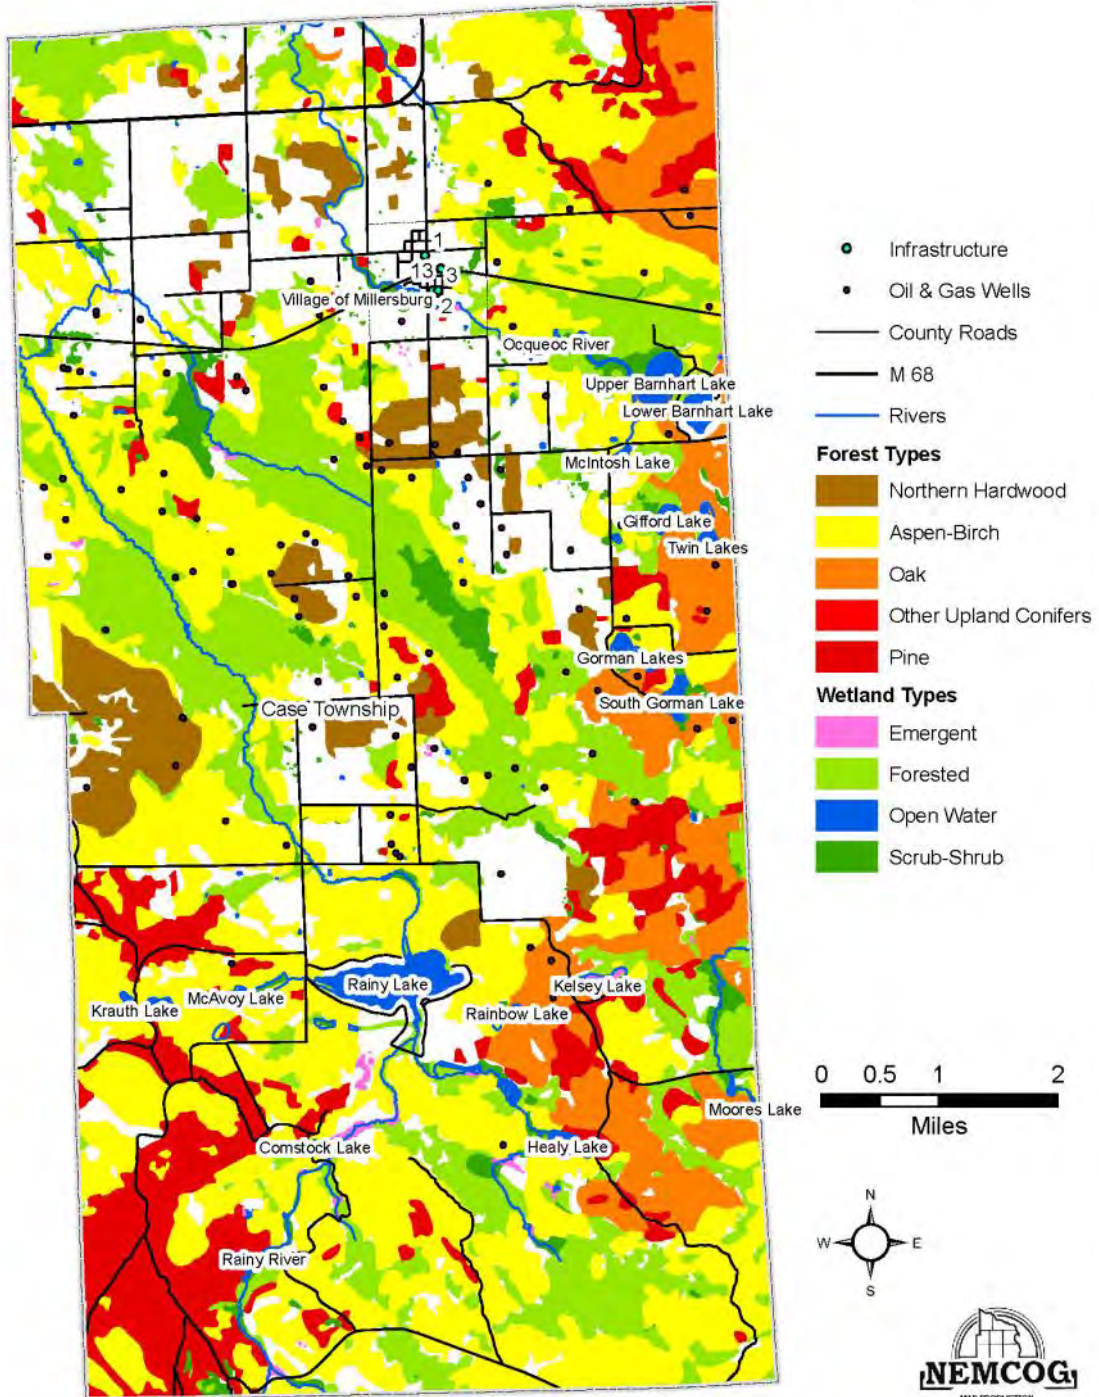 1
13
3
2
Village of Millersburg
Ocqueoc River
Upper Barnhart Lake
Lower Barnhart Lake
McIntosh Lake
Gifford Lake
Twin Lakes
Gorman Lakes
South Gorman Lake
Case Township
Rainy Lake
Kelsey Lake
McAvoy Lake
Krauth Lake
Rainbow Lake
Moores Lake
Comstock Lake
Healy Lake
Rainy River
Infrastructure
Oil & Gas Wells
County Roads
M 68
Rivers
Forest Types
Northern Hardwood
Aspen-Birch
Oak
Other Upland Conifers
Pine
Wetland Types
Emergent
Forested
Open Water
Scrub-Shrub
0 0.5 1 2
Miles
N
W E
S
NEMCOG